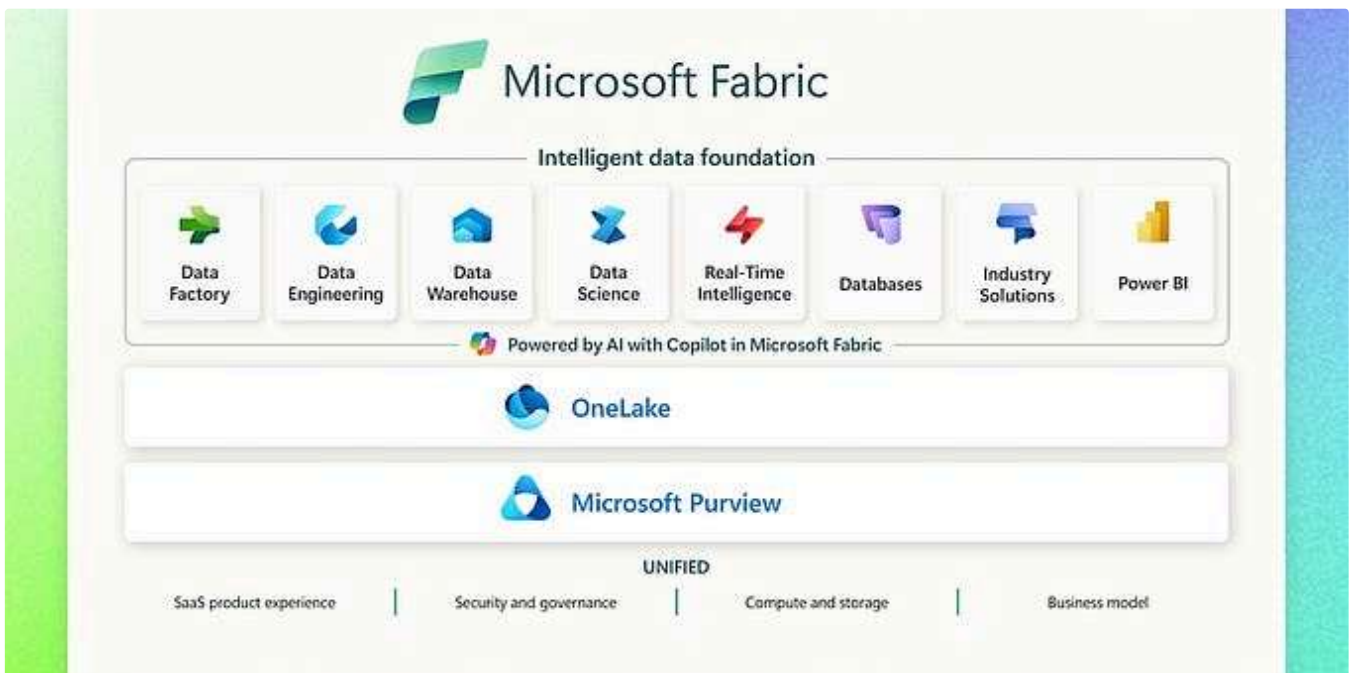 Microsoft Fabric
Intelligent data foundation
Data
Factory
Data
Engineering
Data
Warehouse
Data
Science
Real-Time
Intelligence
Databases
Industry
Solutions
Power BI
Powered by AI with Copilot in Microsoft Fabric
OneLake
Microsoft Purview
UNIFIED
SaaS product experience
Security and governance
Compute and storage
Business model